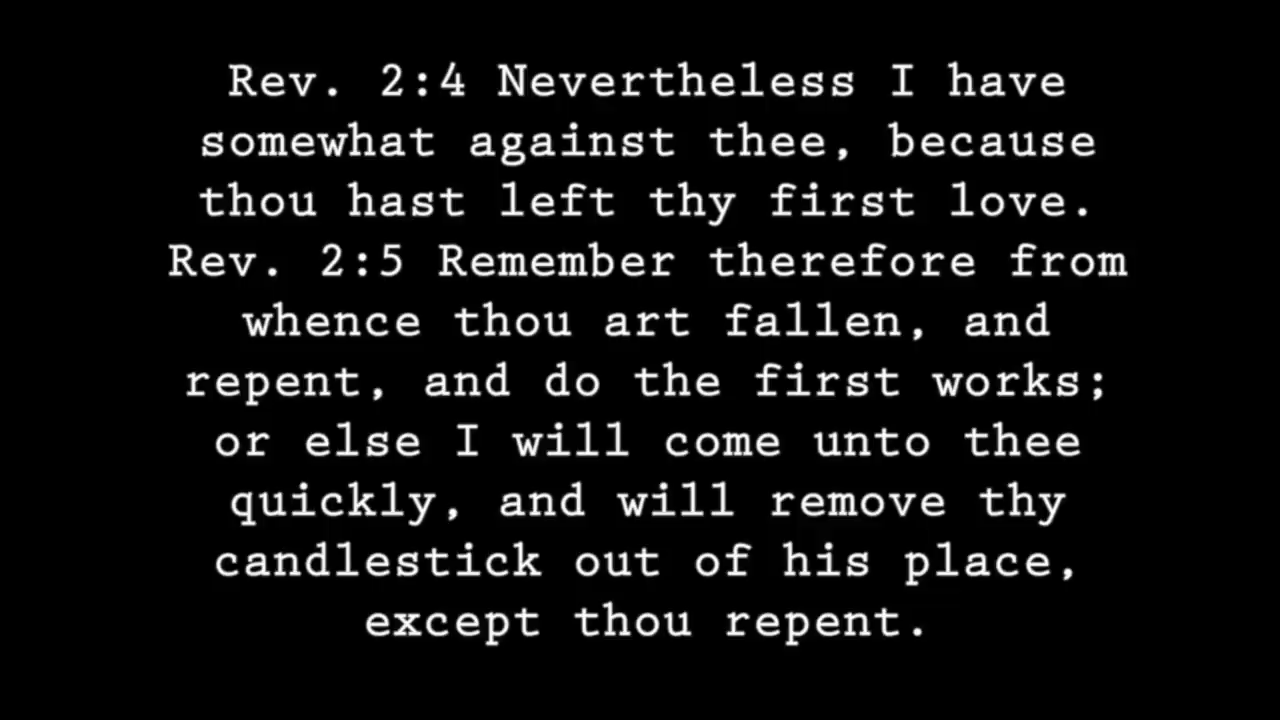 Rev. 2:4 Nevertheless I have
somewhat against thee, because
thou hast left thy first love.
Rev. 2:5 Remember therefore from
whence thou art fallen, and
repent, and do the first works;
or else I will come unto thee
quickly, and will remove thy
candlestick out of his place,
except thou repent.